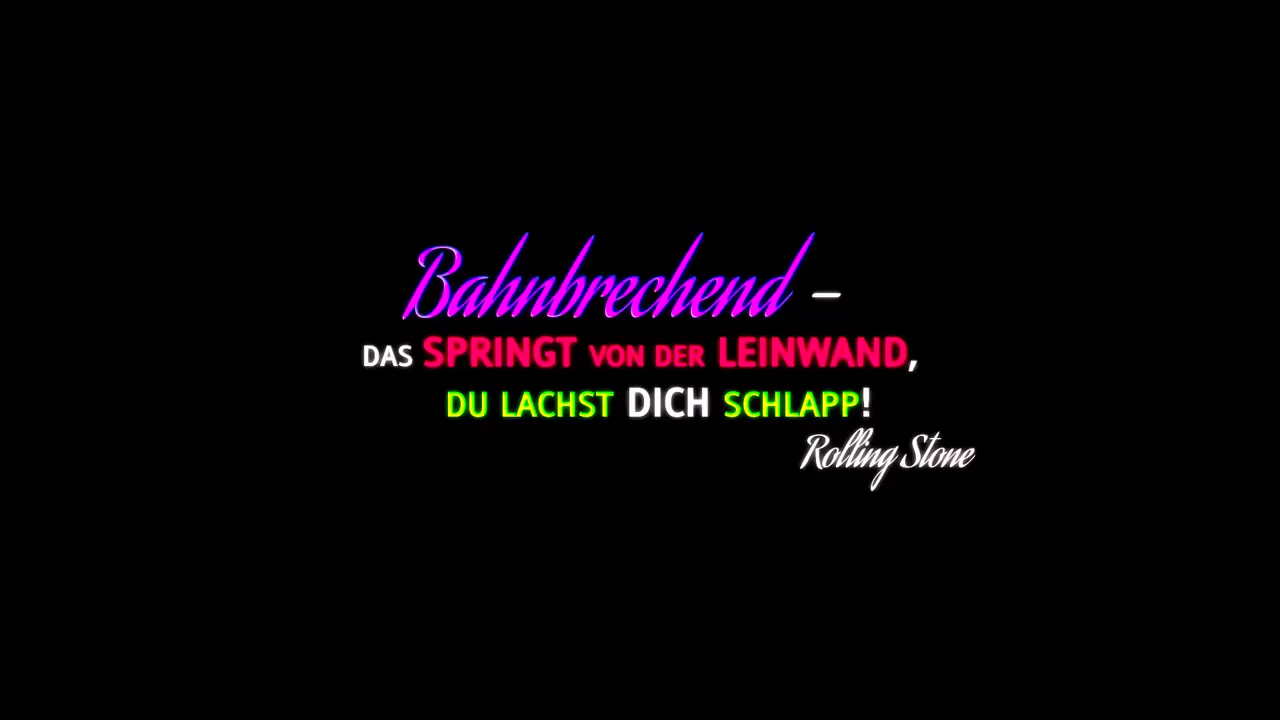 Bahnbrechend –
DAS SPRINGT VON DER LEINWAND,
DU LACHST DICH SCHLAPP!
Rolling Stone